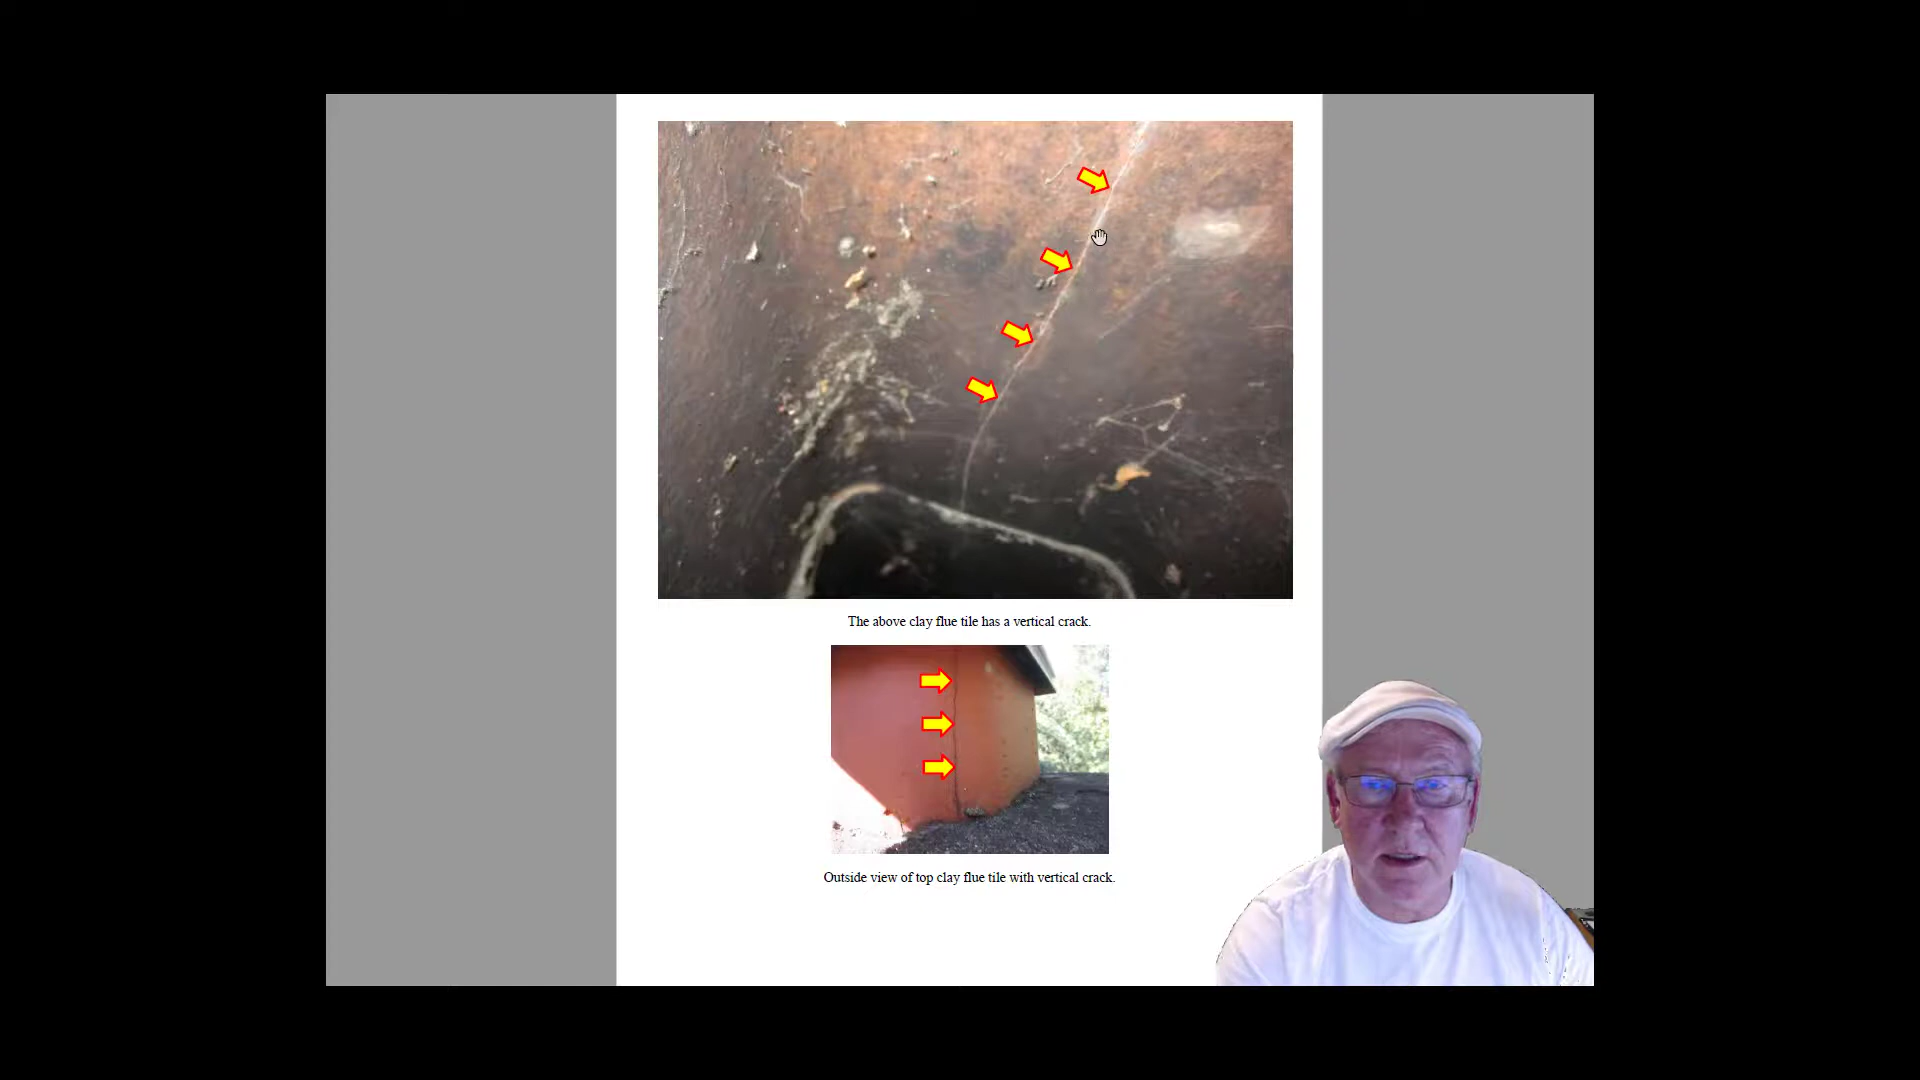 The above clay flue tile has a vertical crack.
Outside view of top clay flue tile with vertical crack.